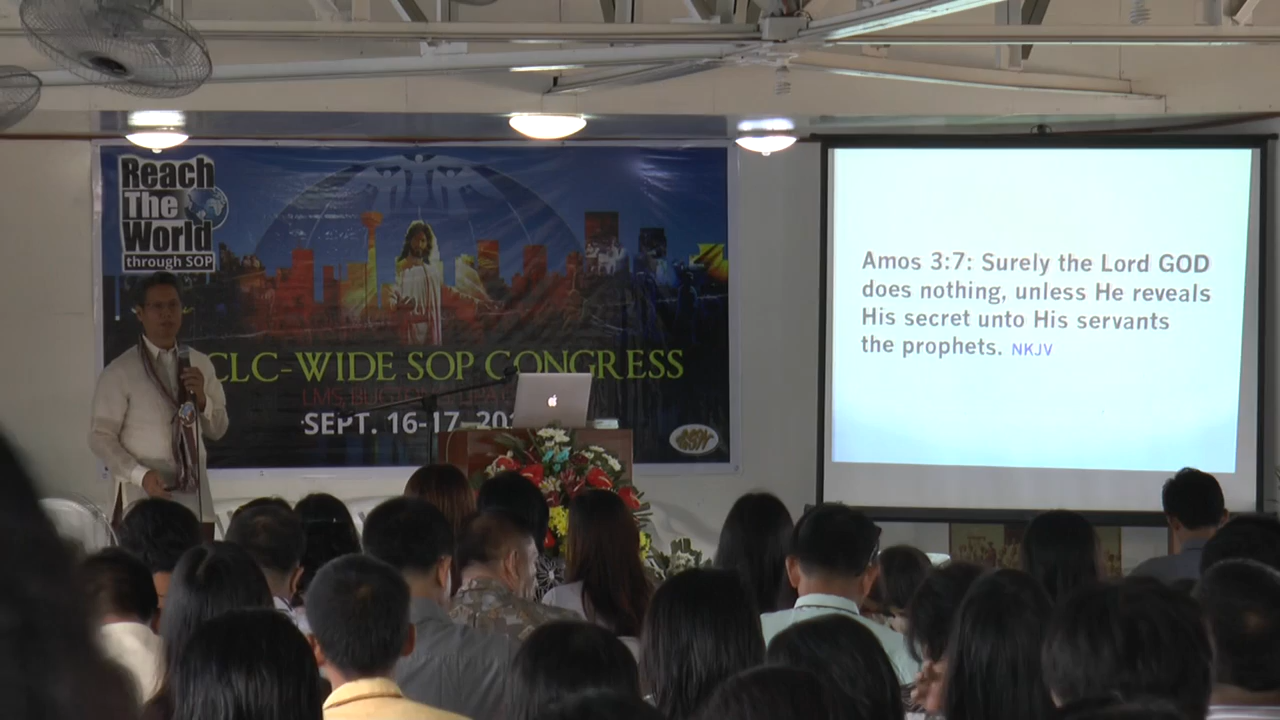 Reach
The
World
through SOP
CLC-WIDE SOP CONGRESS
SEPT. 16-17, 20
Amos 3:7: Surely the Lord GOD
does nothing, unless He reveals
His secret unto His servants
the prophets. NKJV